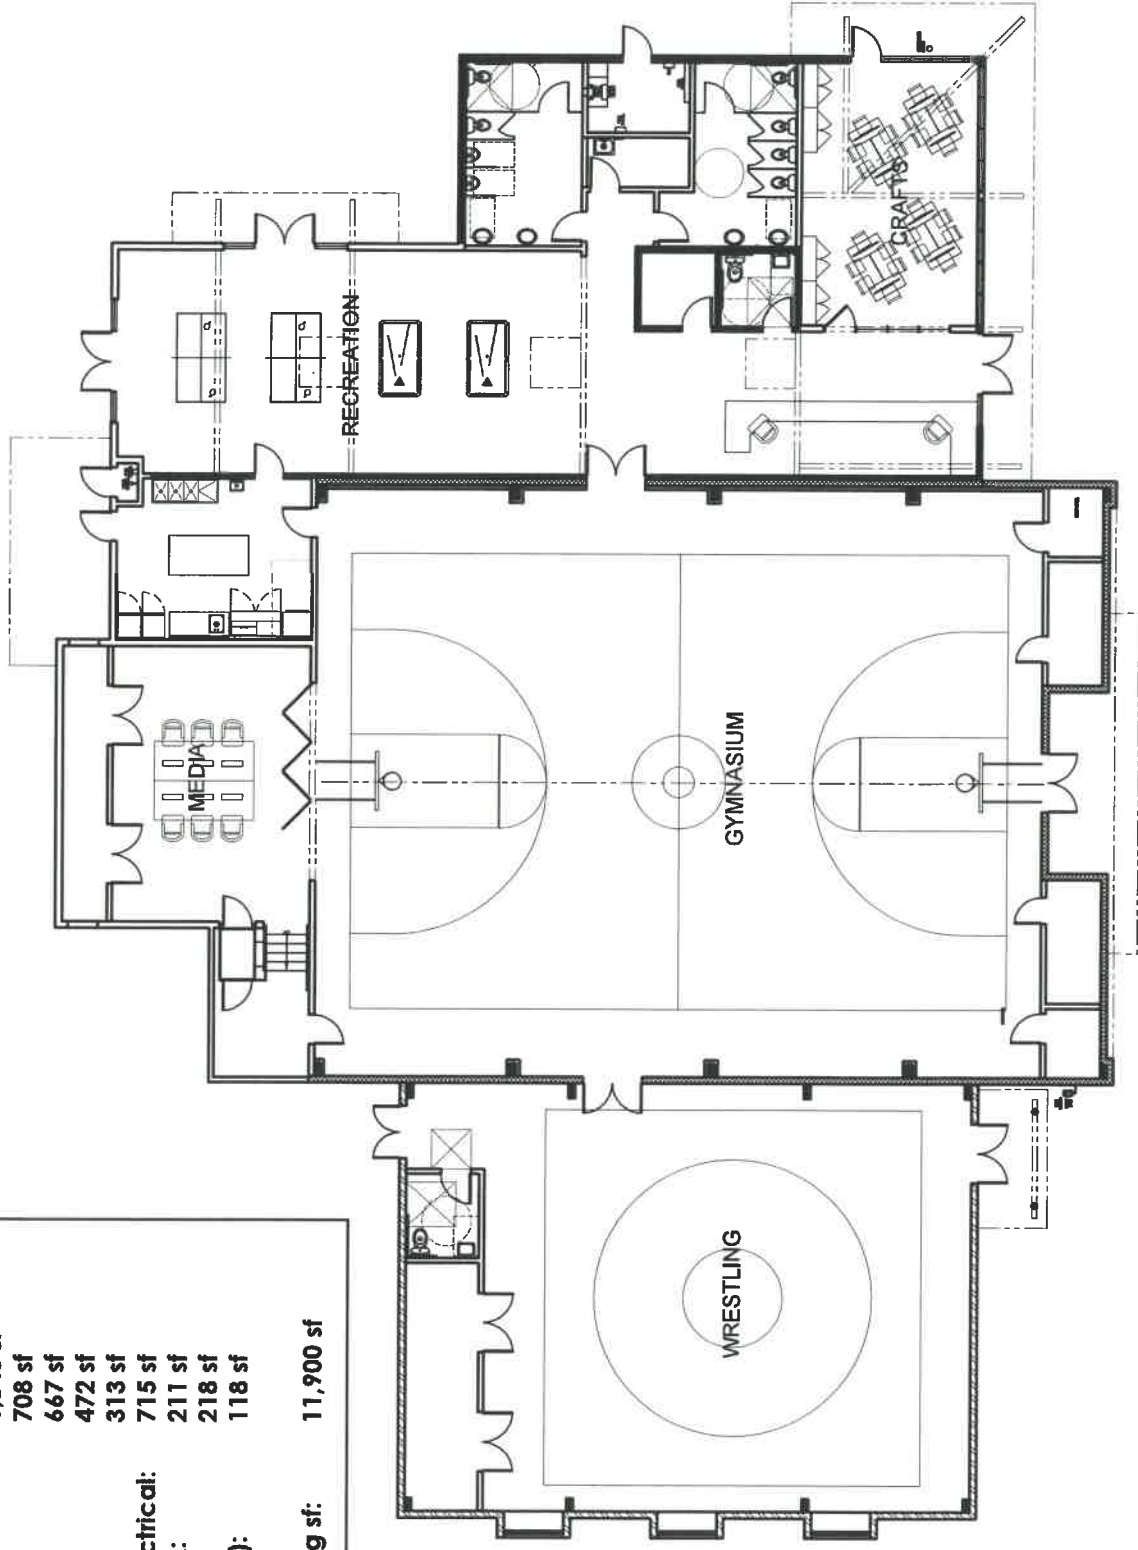 708 sf
667 sf
472 sf
313 sf
ctrical: 715 sf
: 211 sf
218 sf
): 118 sf
g sf: 11,900 sf
MEDIA
RECREATION
CRAFTS
GYMNASIUM
WRESTLING